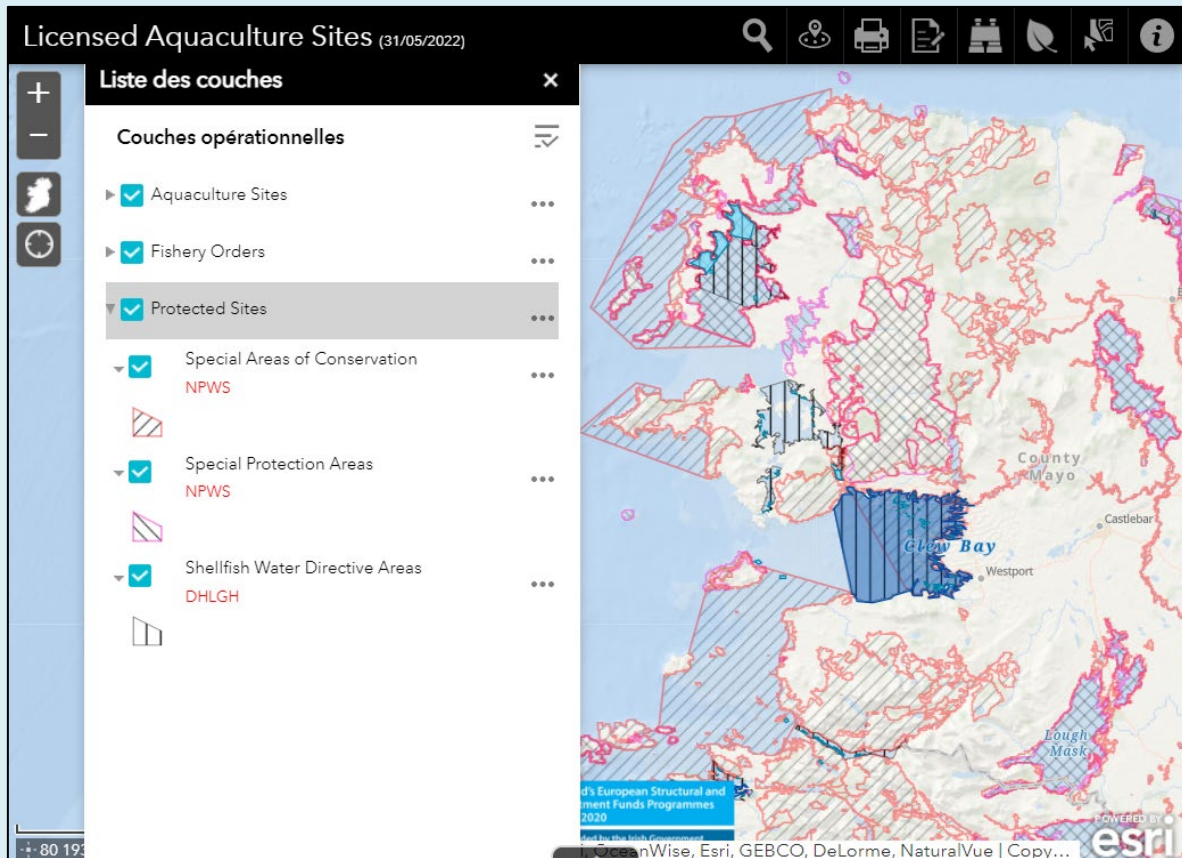 Licensed Aquaculture Sites (31/05/2022)
Liste des couches
Couches opérationnelles
Aquaculture Sites
Fishery Orders
Protected Sites
Special Areas of Conservation
NPWS
Special Protection Areas
NPWS
Shellfish Water Directive Areas
DHLGH
County
Mayo
Castlebar
Clew Bay
Westport
Lough
Mask
d's European Structural and
tment Funds Programmes
2020
ded by the Irish Government
POWERED BY
esri
80 193
OceanWise, Esri, GEBCO, DeLorme, NaturalVue | Copy...